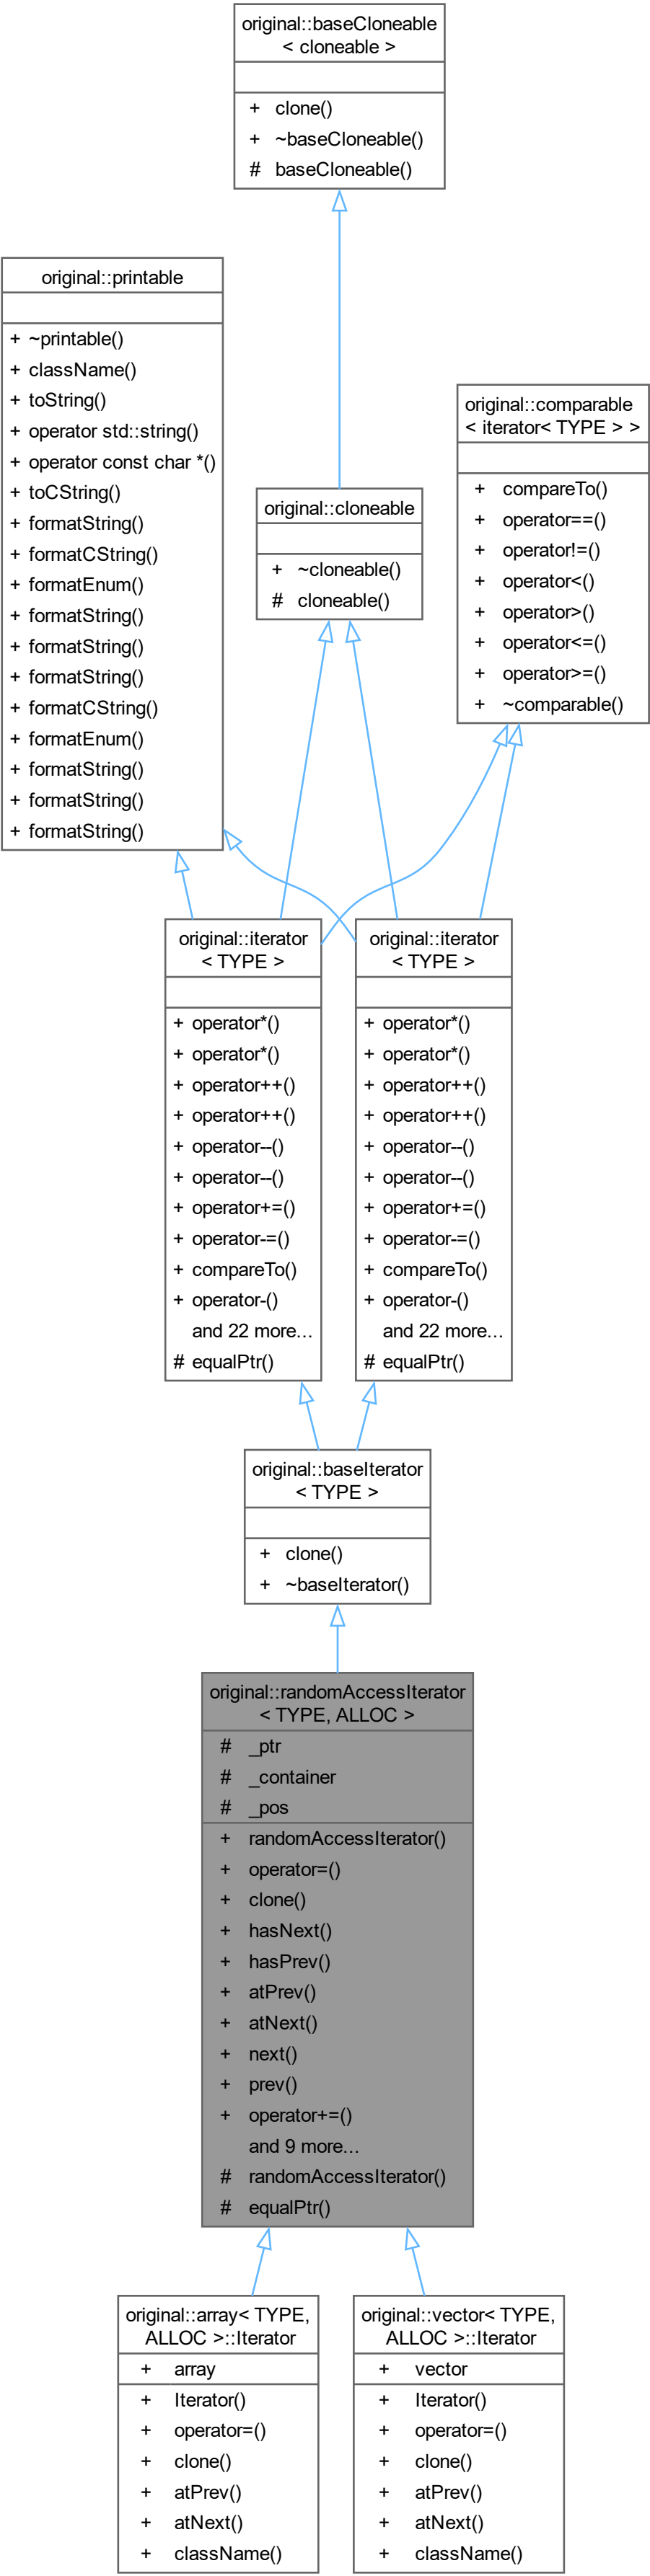 original::baseCloneable
< cloneable >
+ clone()
+ ~baseCloneable()
# baseCloneable()
original::printable
+ ~printable()
+ className()
+ toString()
+ operator std::string()
+ operator const char *()
+ toCString()
+ formatString()
+ formatCString()
+ formatEnum()
+ formatString()
+ formatString()
+ formatString()
+ formatCString()
+ formatEnum()
+ formatString()
+ formatString()
+ formatString()
original::comparable
< iterator< TYPE > >
+ compareTo()
+ operator==()
+ operator!=()
+ operator<()
+ operator>()
+ operator<=()
+ operator>=()
+ ~comparable()
original::cloneable
+ ~cloneable()
# cloneable()
original::iterator
< TYPE >
+ operator*()
+ operator*()
+ operator++()
+ operator++()
+ operator--()
+ operator--()
+ operator+=()
+ operator-=()
+ compareTo()
+ operator-()
and 22 more...
# equalPtr()
original::iterator
< TYPE >
+ operator*()
+ operator*()
+ operator++()
+ operator++()
+ operator--()
+ operator--()
+ operator+=()
+ operator-=()
+ compareTo()
+ operator-()
and 22 more...
# equalPtr()
original::baseIterator
< TYPE >
+ clone()
+ ~baseIterator()
original::randomAccessIterator
< TYPE, ALLOC >
# _ptr
# _container
# _pos
+ randomAccessIterator()
+ operator=()
+ clone()
+ hasNext()
+ hasPrev()
+ atPrev()
+ atNext()
+ next()
+ prev()
+ operator+=()
and 9 more...
# randomAccessIterator()
# equalPtr()
original::array< TYPE,
ALLOC >::Iterator
+ array
+ Iterator()
+ operator=()
+ clone()
+ atPrev()
+ atNext()
+ className()
original::vector< TYPE,
ALLOC >::Iterator
+ vector
+ Iterator()
+ operator=()
+ clone()
+ atPrev()
+ atNext()
+ className()